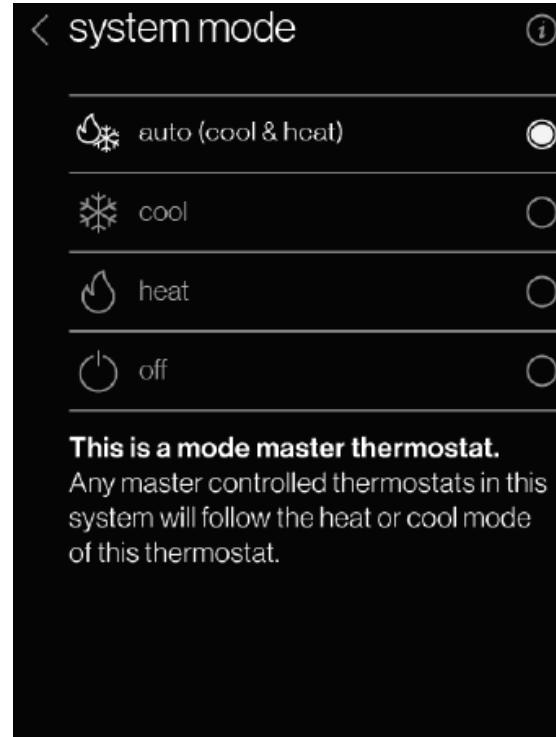 system mode
auto (cool & heat)
cool
heat
off
This is a mode master thermostat.
Any master controlled thermostats in this
system will follow the heat or cool mode
of this thermostat.